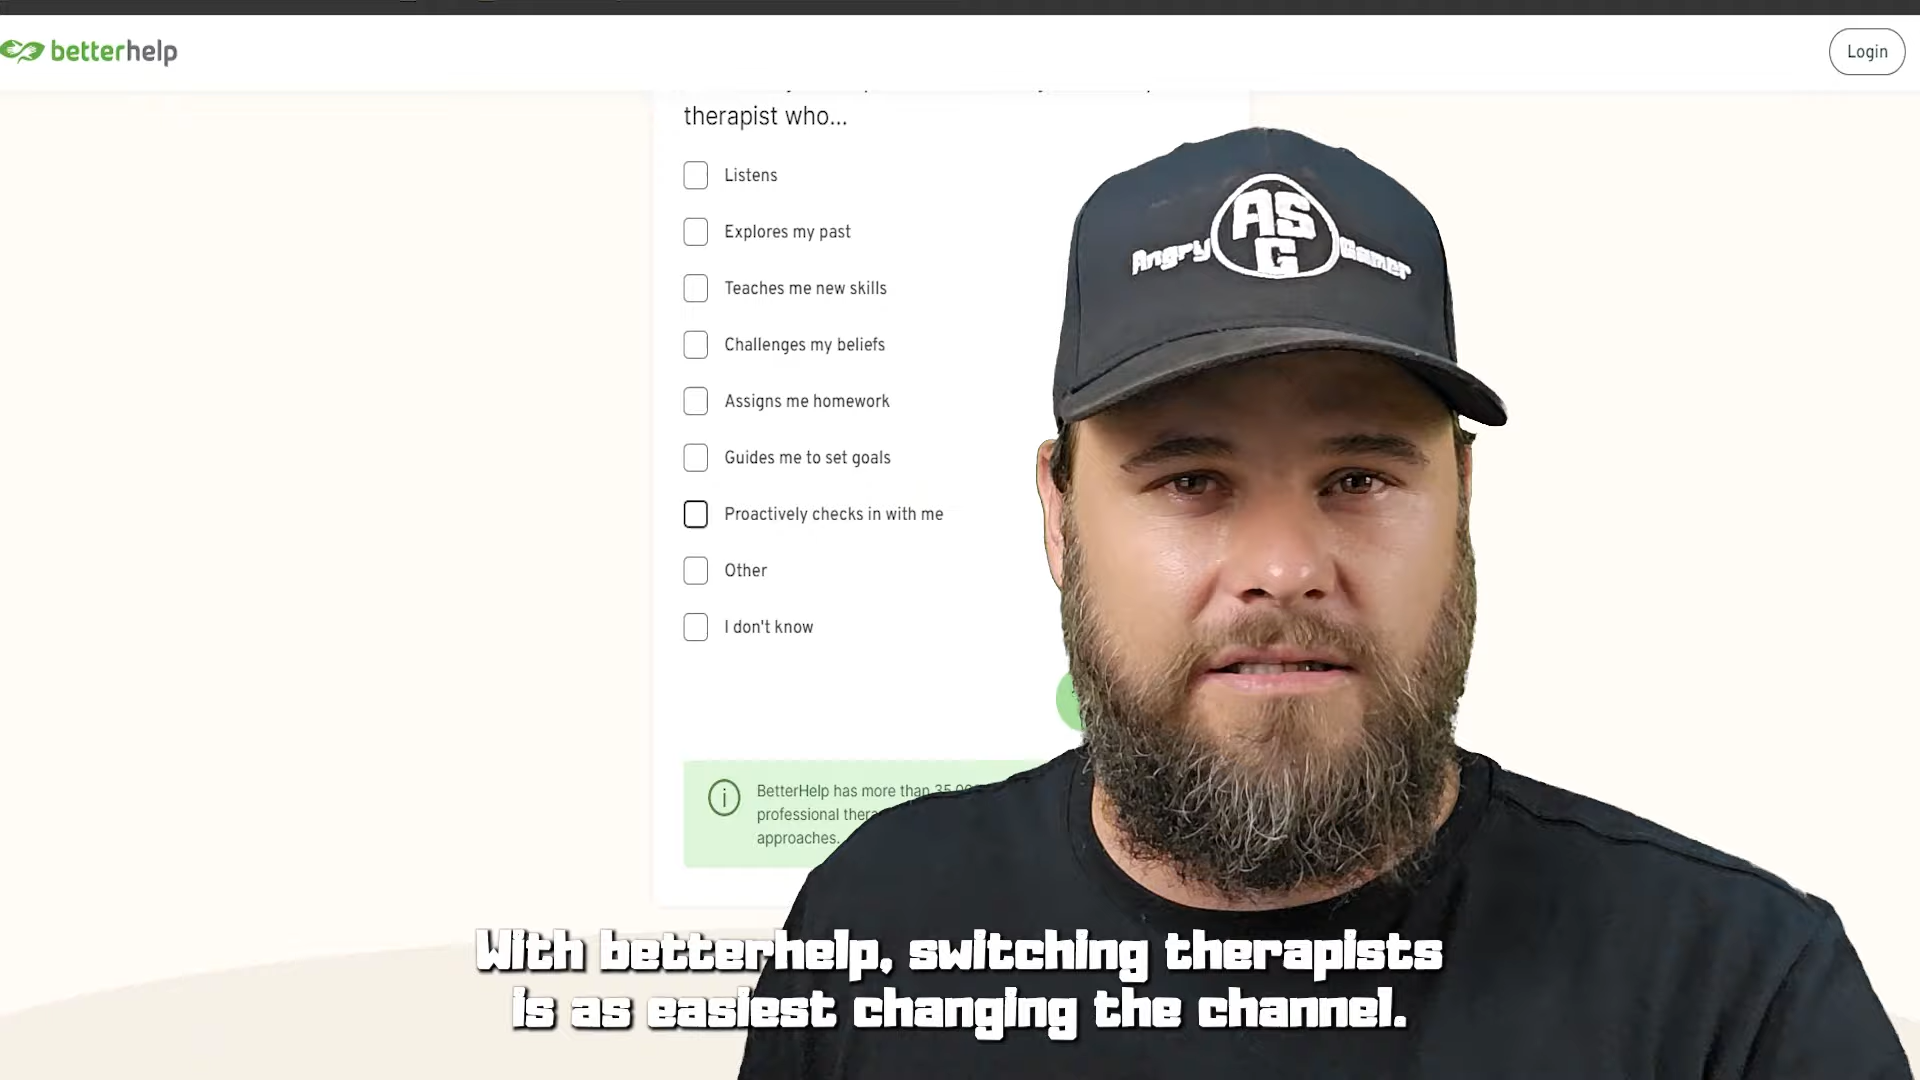 betterhelp
Login
therapist who...
Listens
Explores my past
Teaches me new skills
Challenges my beliefs
Assigns me homework
Guides me to set goals
Proactively checks in with me
Other
I don't know
BetterHelp has more than
professional
approaches.
Angry ASG Gamer
With betterhelp, switching therapists
is as easiest changing the channel.